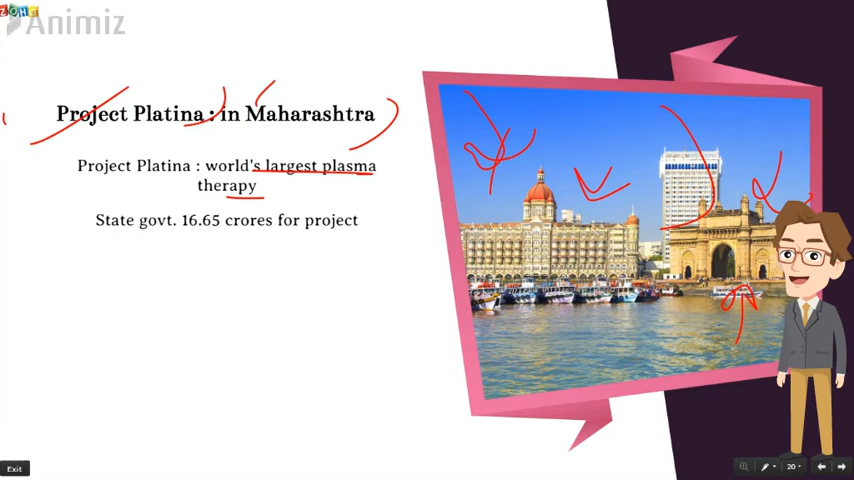 ZOHO
Animiz
Project Platina : in Maharashtra
Project Platina : world's largest plasma
therapy
State govt. 16.65 crores for project
Exit
20